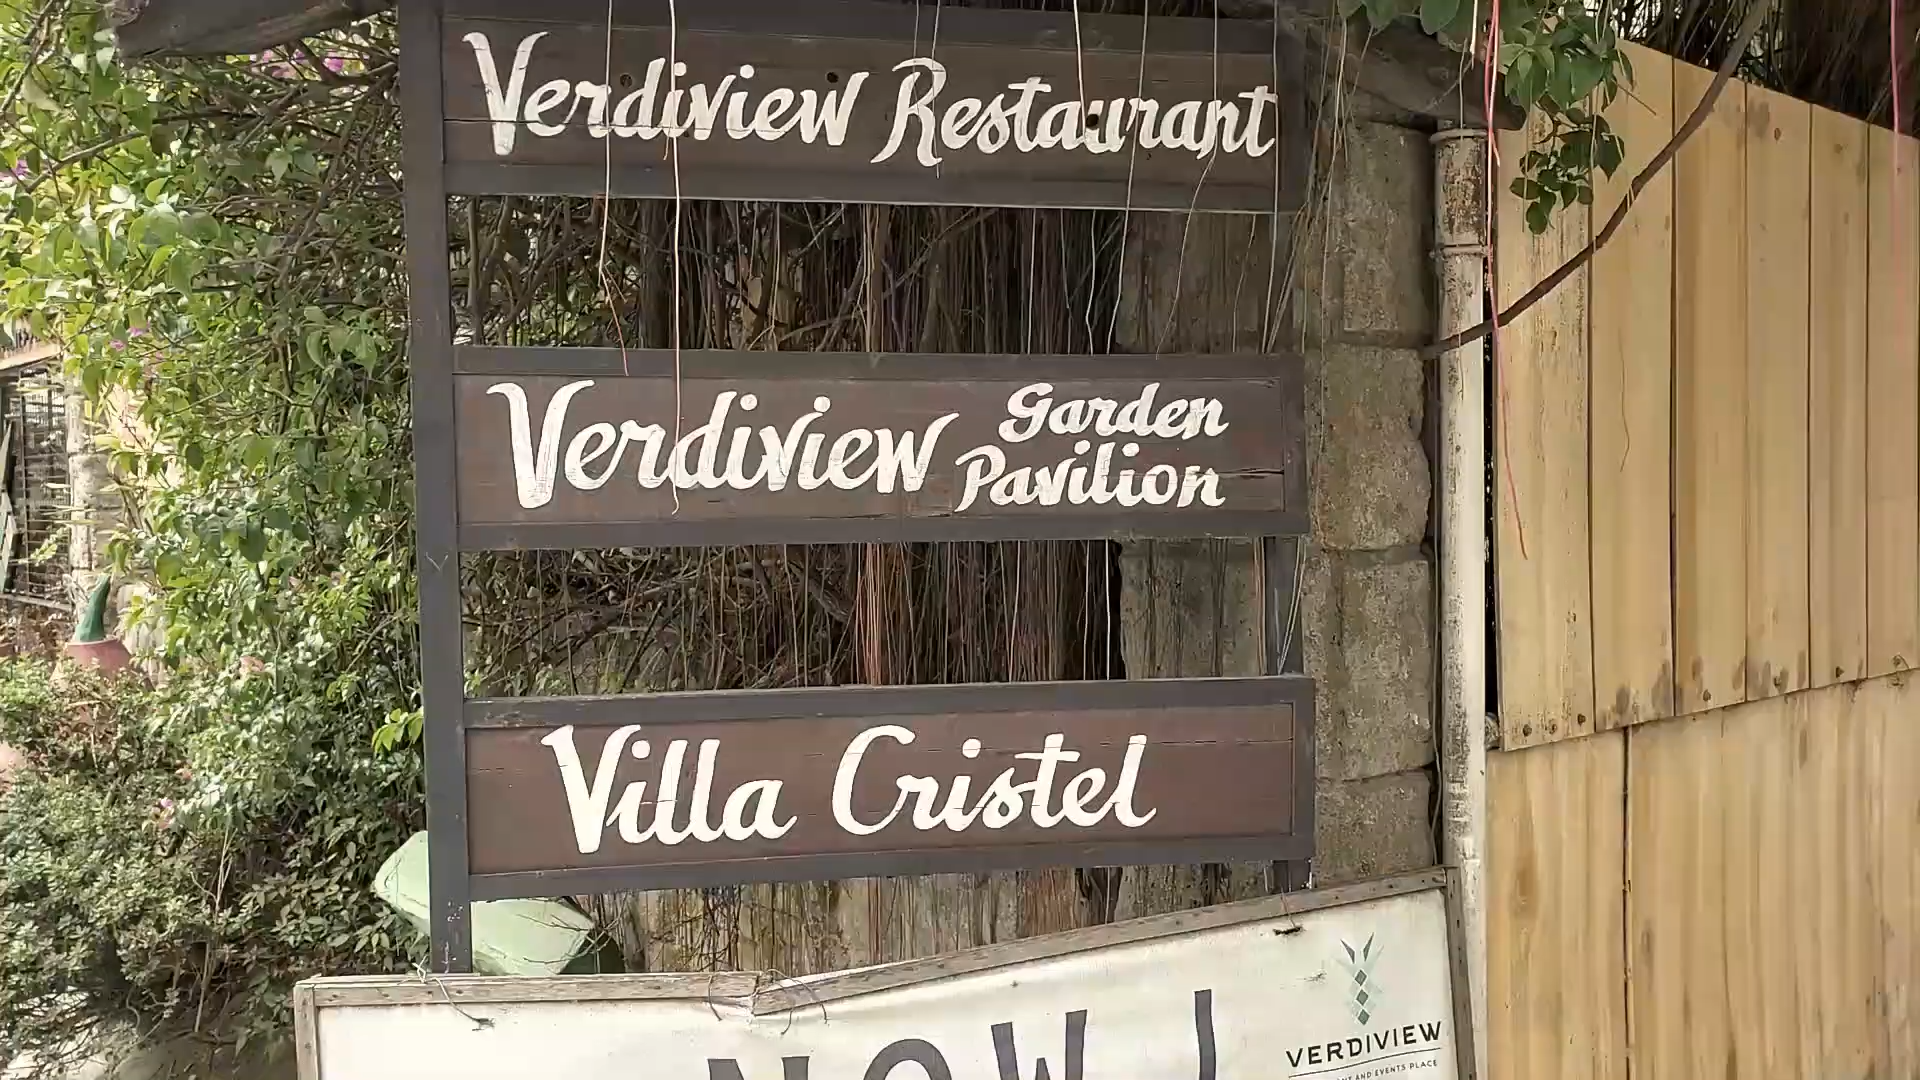 Verdiview Restaurant
Verdiview Garden Pavilion
Villa Cristel
NOW
VERDIVIEW
AND EVENTS PLACE